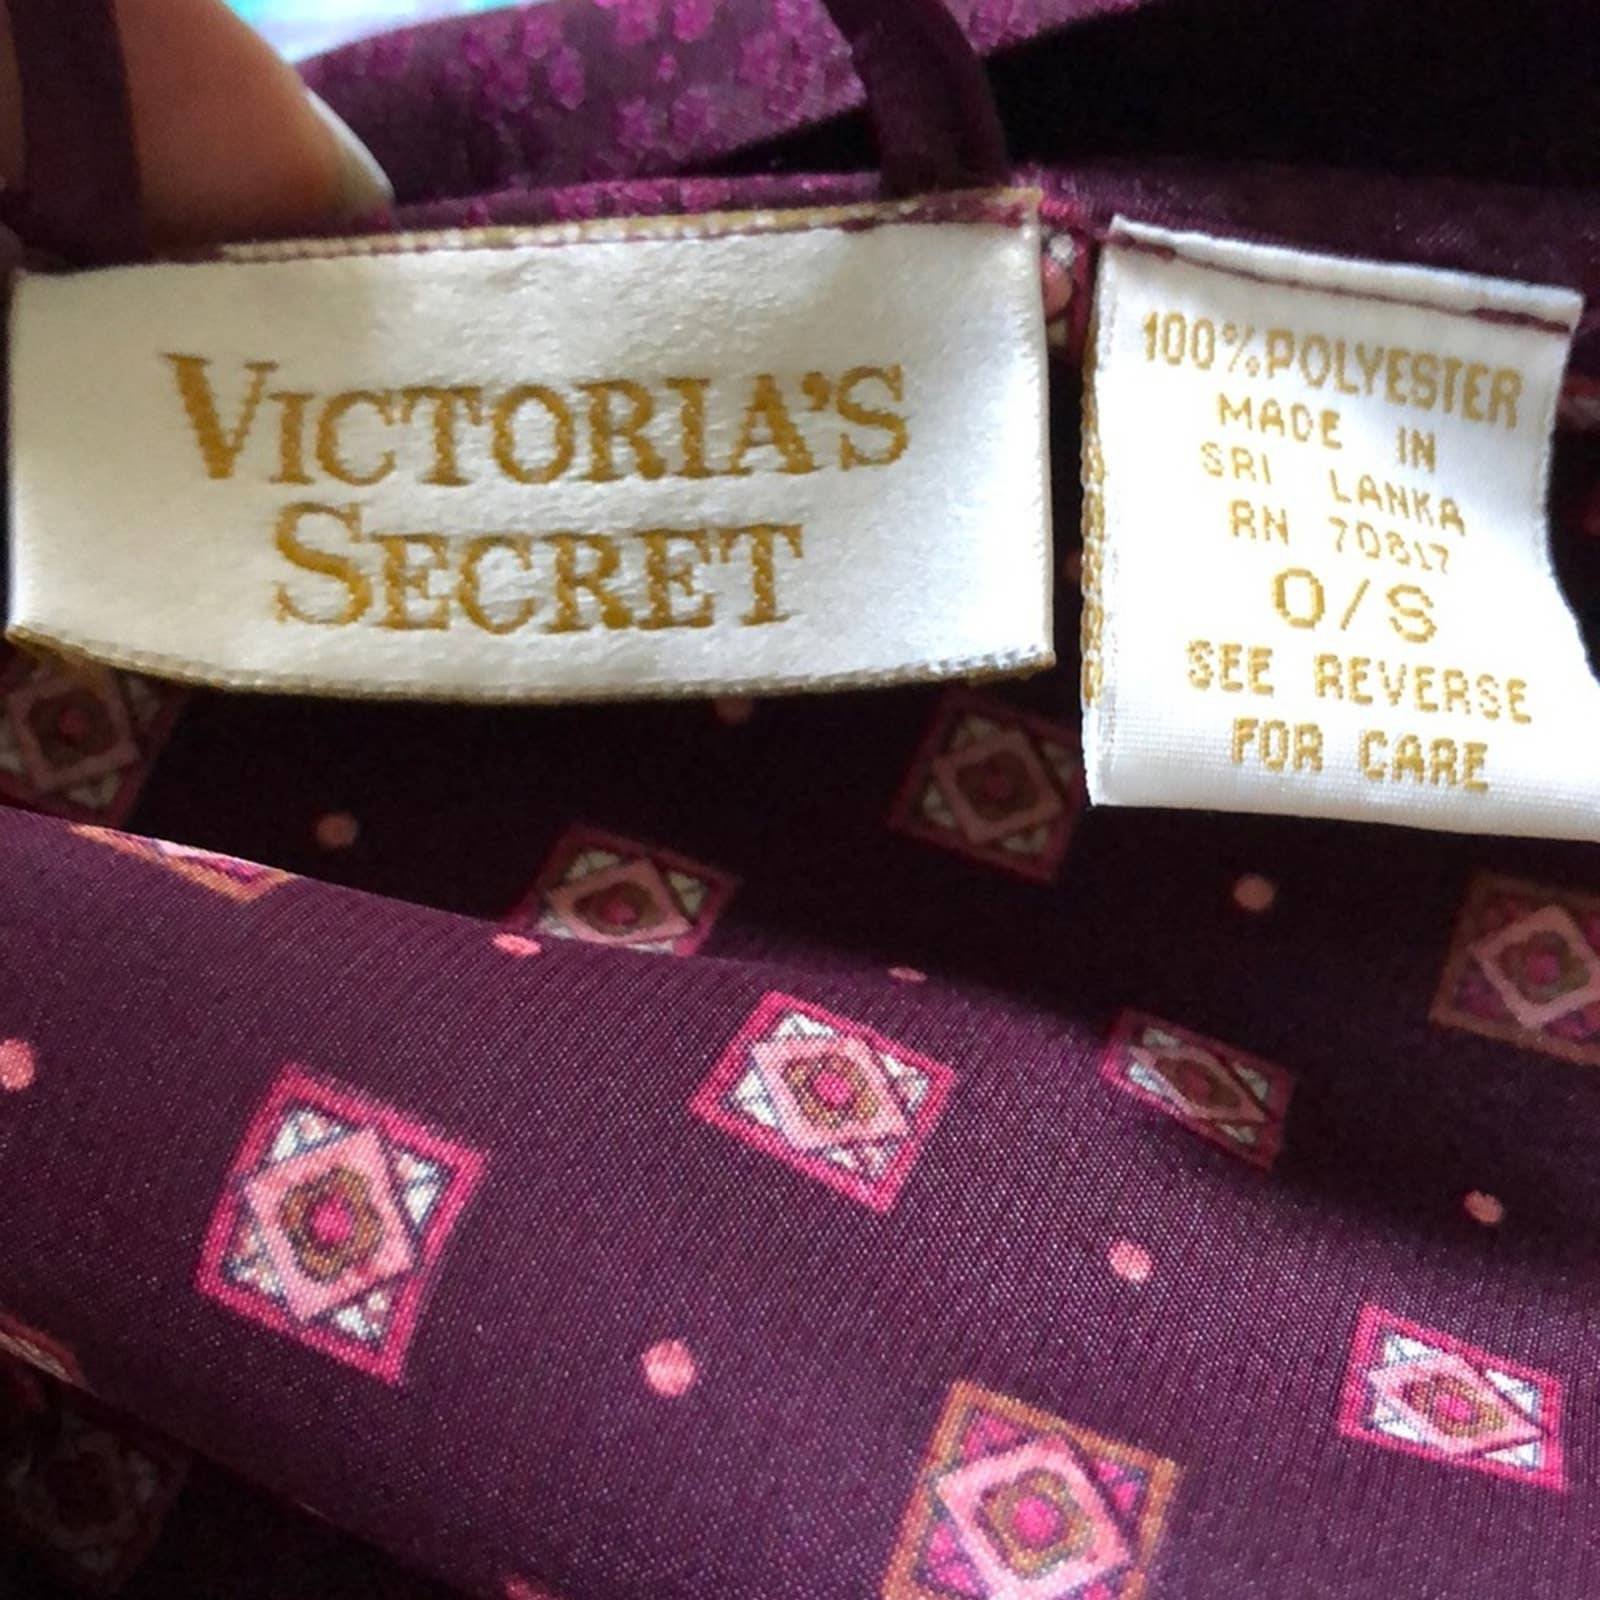 VICTORIA'S
SECRET
100% POLYESTER
MADE IN
SRI LANKA
RN 70817
O/S
SEE REVERSE
FOR CARE